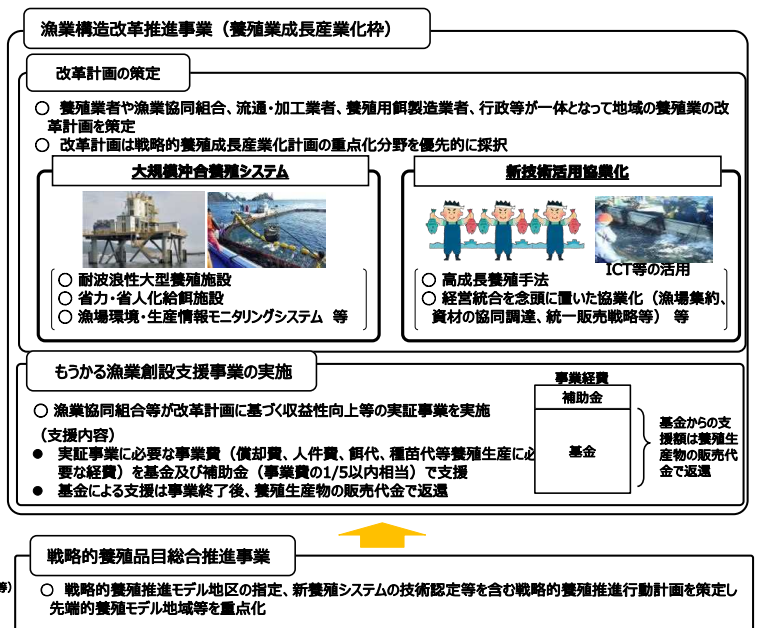 漁業構造改革推進事業（養殖業成長産業化枠）
改革計画の策定
○ 養殖業者や漁業協同組合、流通・加工業者、養殖用餌製造業者、行政等が一体となって地域の養殖業の改
革計画を策定
○ 改革計画は戦略的養殖成長産業化計画の重点化分野を優先的に採択
大規模沖合養殖システム
○ 耐波浪性大型養殖施設
○ 省力・省人化給餌施設
○ 漁場環境・生産情報モニタリングシステム 等
新技術活用協業化
ICT等の活用
○ 高成長養殖手法
○ 経営統合を念頭に置いた協業化（漁場集約、
資材の協同調達、統一販売戦略等） 等
もうかる漁業創設支援事業の実施
○ 漁業協同組合等が改革計画に基づく収益性向上等の実証事業を実施
（支援内容）
● 実証事業に必要な事業費（償却費、人件費、餌代、種苗代等養殖生産に必
要な経費）を基金及び補助金（事業費の1/5以内相当）で支援
● 基金による支援は事業終了後、養殖生産物の販売代金で返還
事業経費
補助金
基金
基金からの支
援額は養殖生
産物の販売代
金で返還
戦略的養殖品目総合推進事業
等）
○ 戦略的養殖推進モデル地区の指定、新養殖システムの技術認定等を含む戦略的養殖推進行動計画を策定し
先端的養殖モデル地域等を重点化